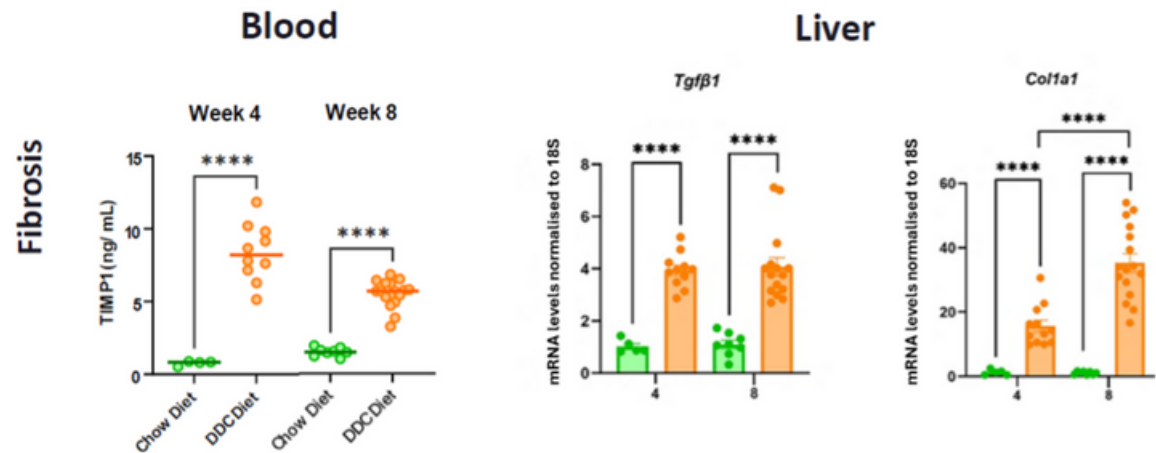 Blood
Liver
Fibrosis
Week 4
Week 8
TIMP1 (ng/ mL)
15
10
5
0
****
****
Chow Diet
DDC Diet
Chow Diet
DDC Diet
Tgfβ1
mRNA levels normalised to 18S
8
6
4
2
0
****
****
4
8
Col1a1
mRNA levels normalised to 18S
60
40
20
0
****
****
****
4
8